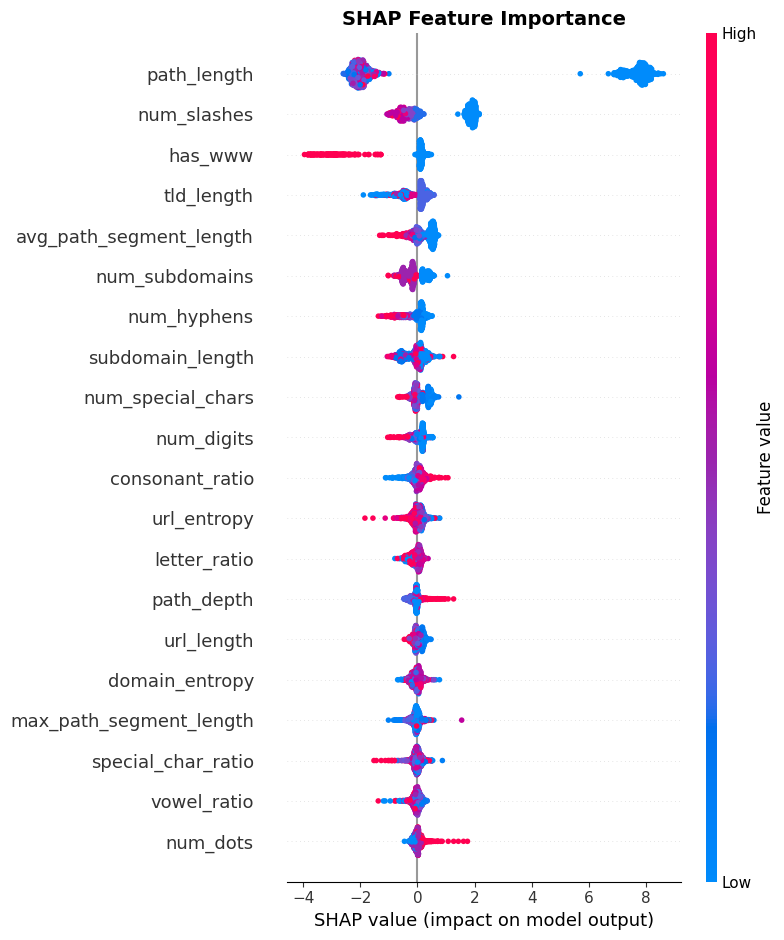 SHAP Feature Importance
High
path_length
num_slashes
has_www
tld_length
avg_path_segment_length
num_subdomains
num_hyphens
subdomain_length
num_special_chars
num_digits
consonant_ratio
url_entropy
letter_ratio
path_depth
url_length
domain_entropy
max_path_segment_length
special_char_ratio
vowel_ratio
num_dots
Feature value
Low
−4 −2 0 2 4 6 8
SHAP value (impact on model output)